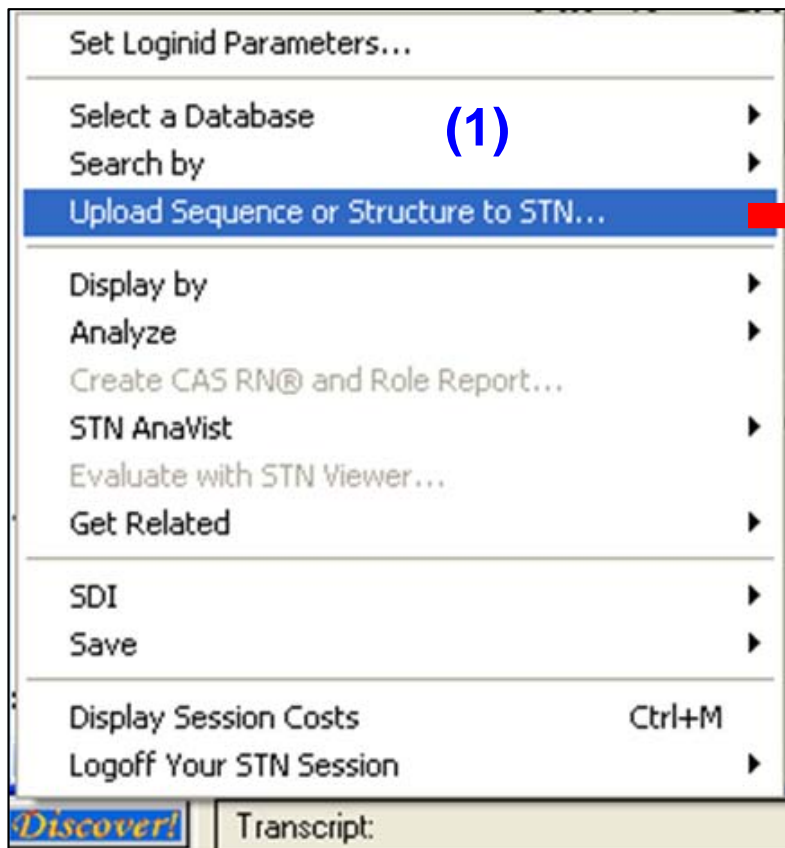 Set Loginid Parameters...
Select a Database
(1)
Search by
Upload Sequence or Structure to STN...
Display by
Analyze
Create CAS RN® and Role Report...
STN AnaVist
Evaluate with STN Viewer...
Get Related
SDI
Save
Display Session Costs Ctrl+M
Logoff Your STN Session
Discover!
Transcript: